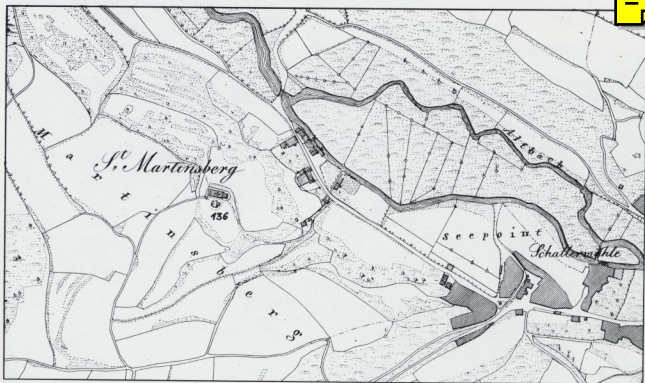 St. Martinsberg
136
Martinsberg
Altbach
seepoint
Schallermühle